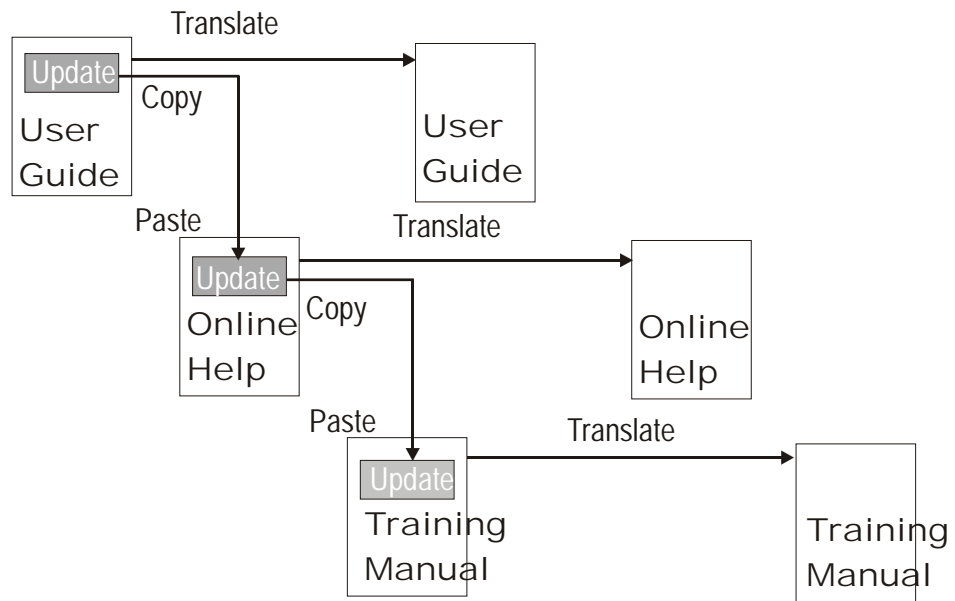 Translate
Update
Copy
User
Guide
User
Guide
Paste
Translate
Update
Copy
Online
Help
Online
Help
Paste
Translate
Update
Training
Manual
Training
Manual